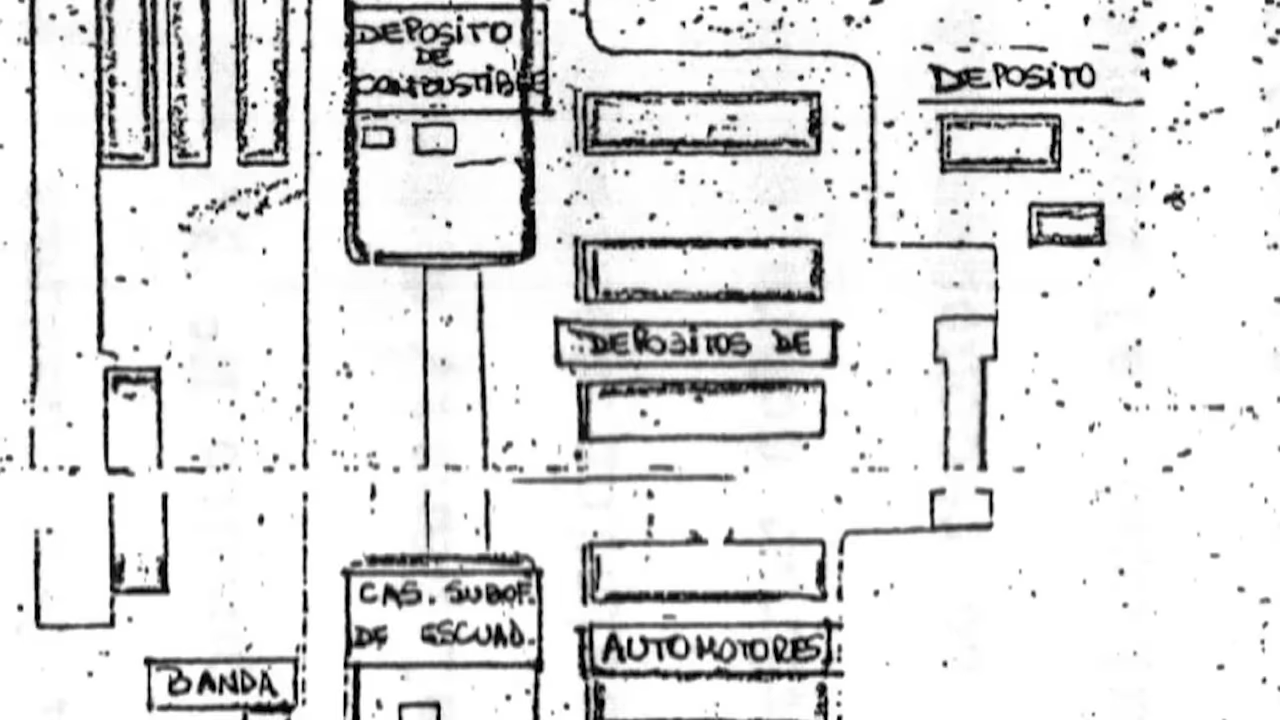 DEPOSITO
DE
COMBUSTIBLE
DEPOSITO
DEPOSITOS DE
CAS. SUBOF.
DE ESCUAD.
AUTOMOTORES
BANDA